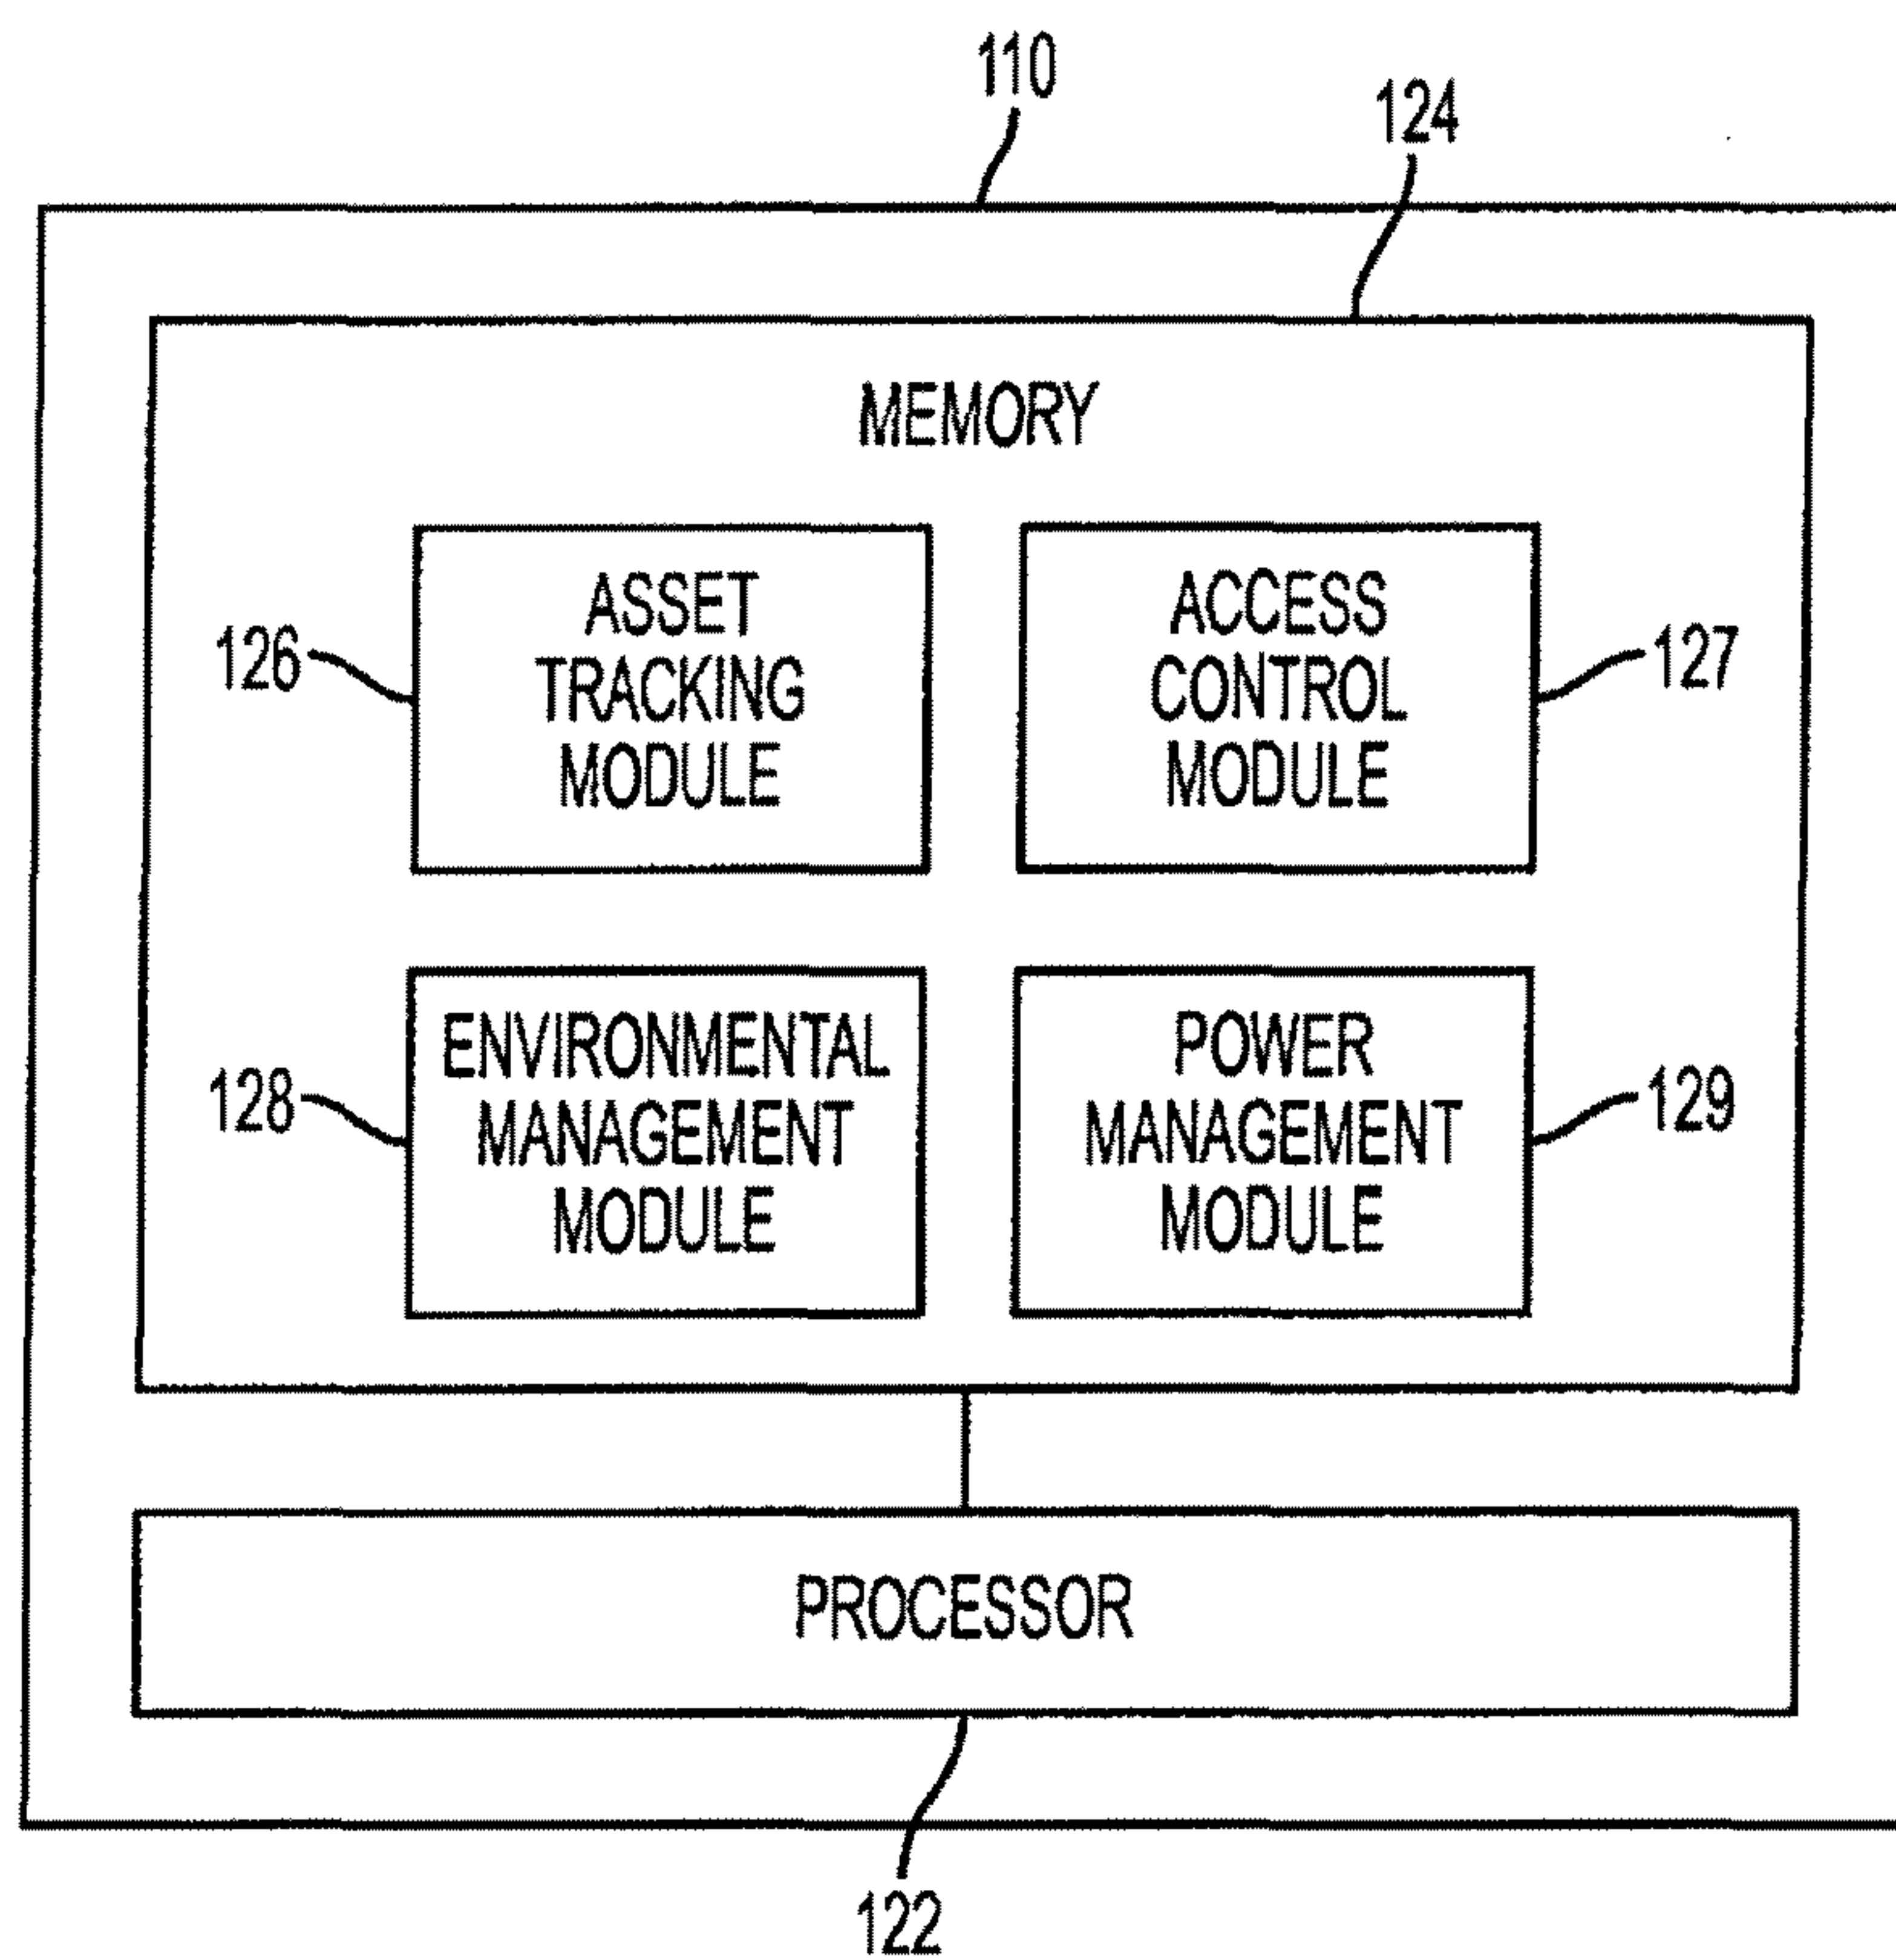 110
124
MEMORY
ASSET
TRACKING
MODULE
126
ACCESS
CONTROL
MODULE
127
ENVIRONMENTAL
MANAGEMENT
MODULE
128
POWER
MANAGEMENT
MODULE
129
PROCESSOR
122